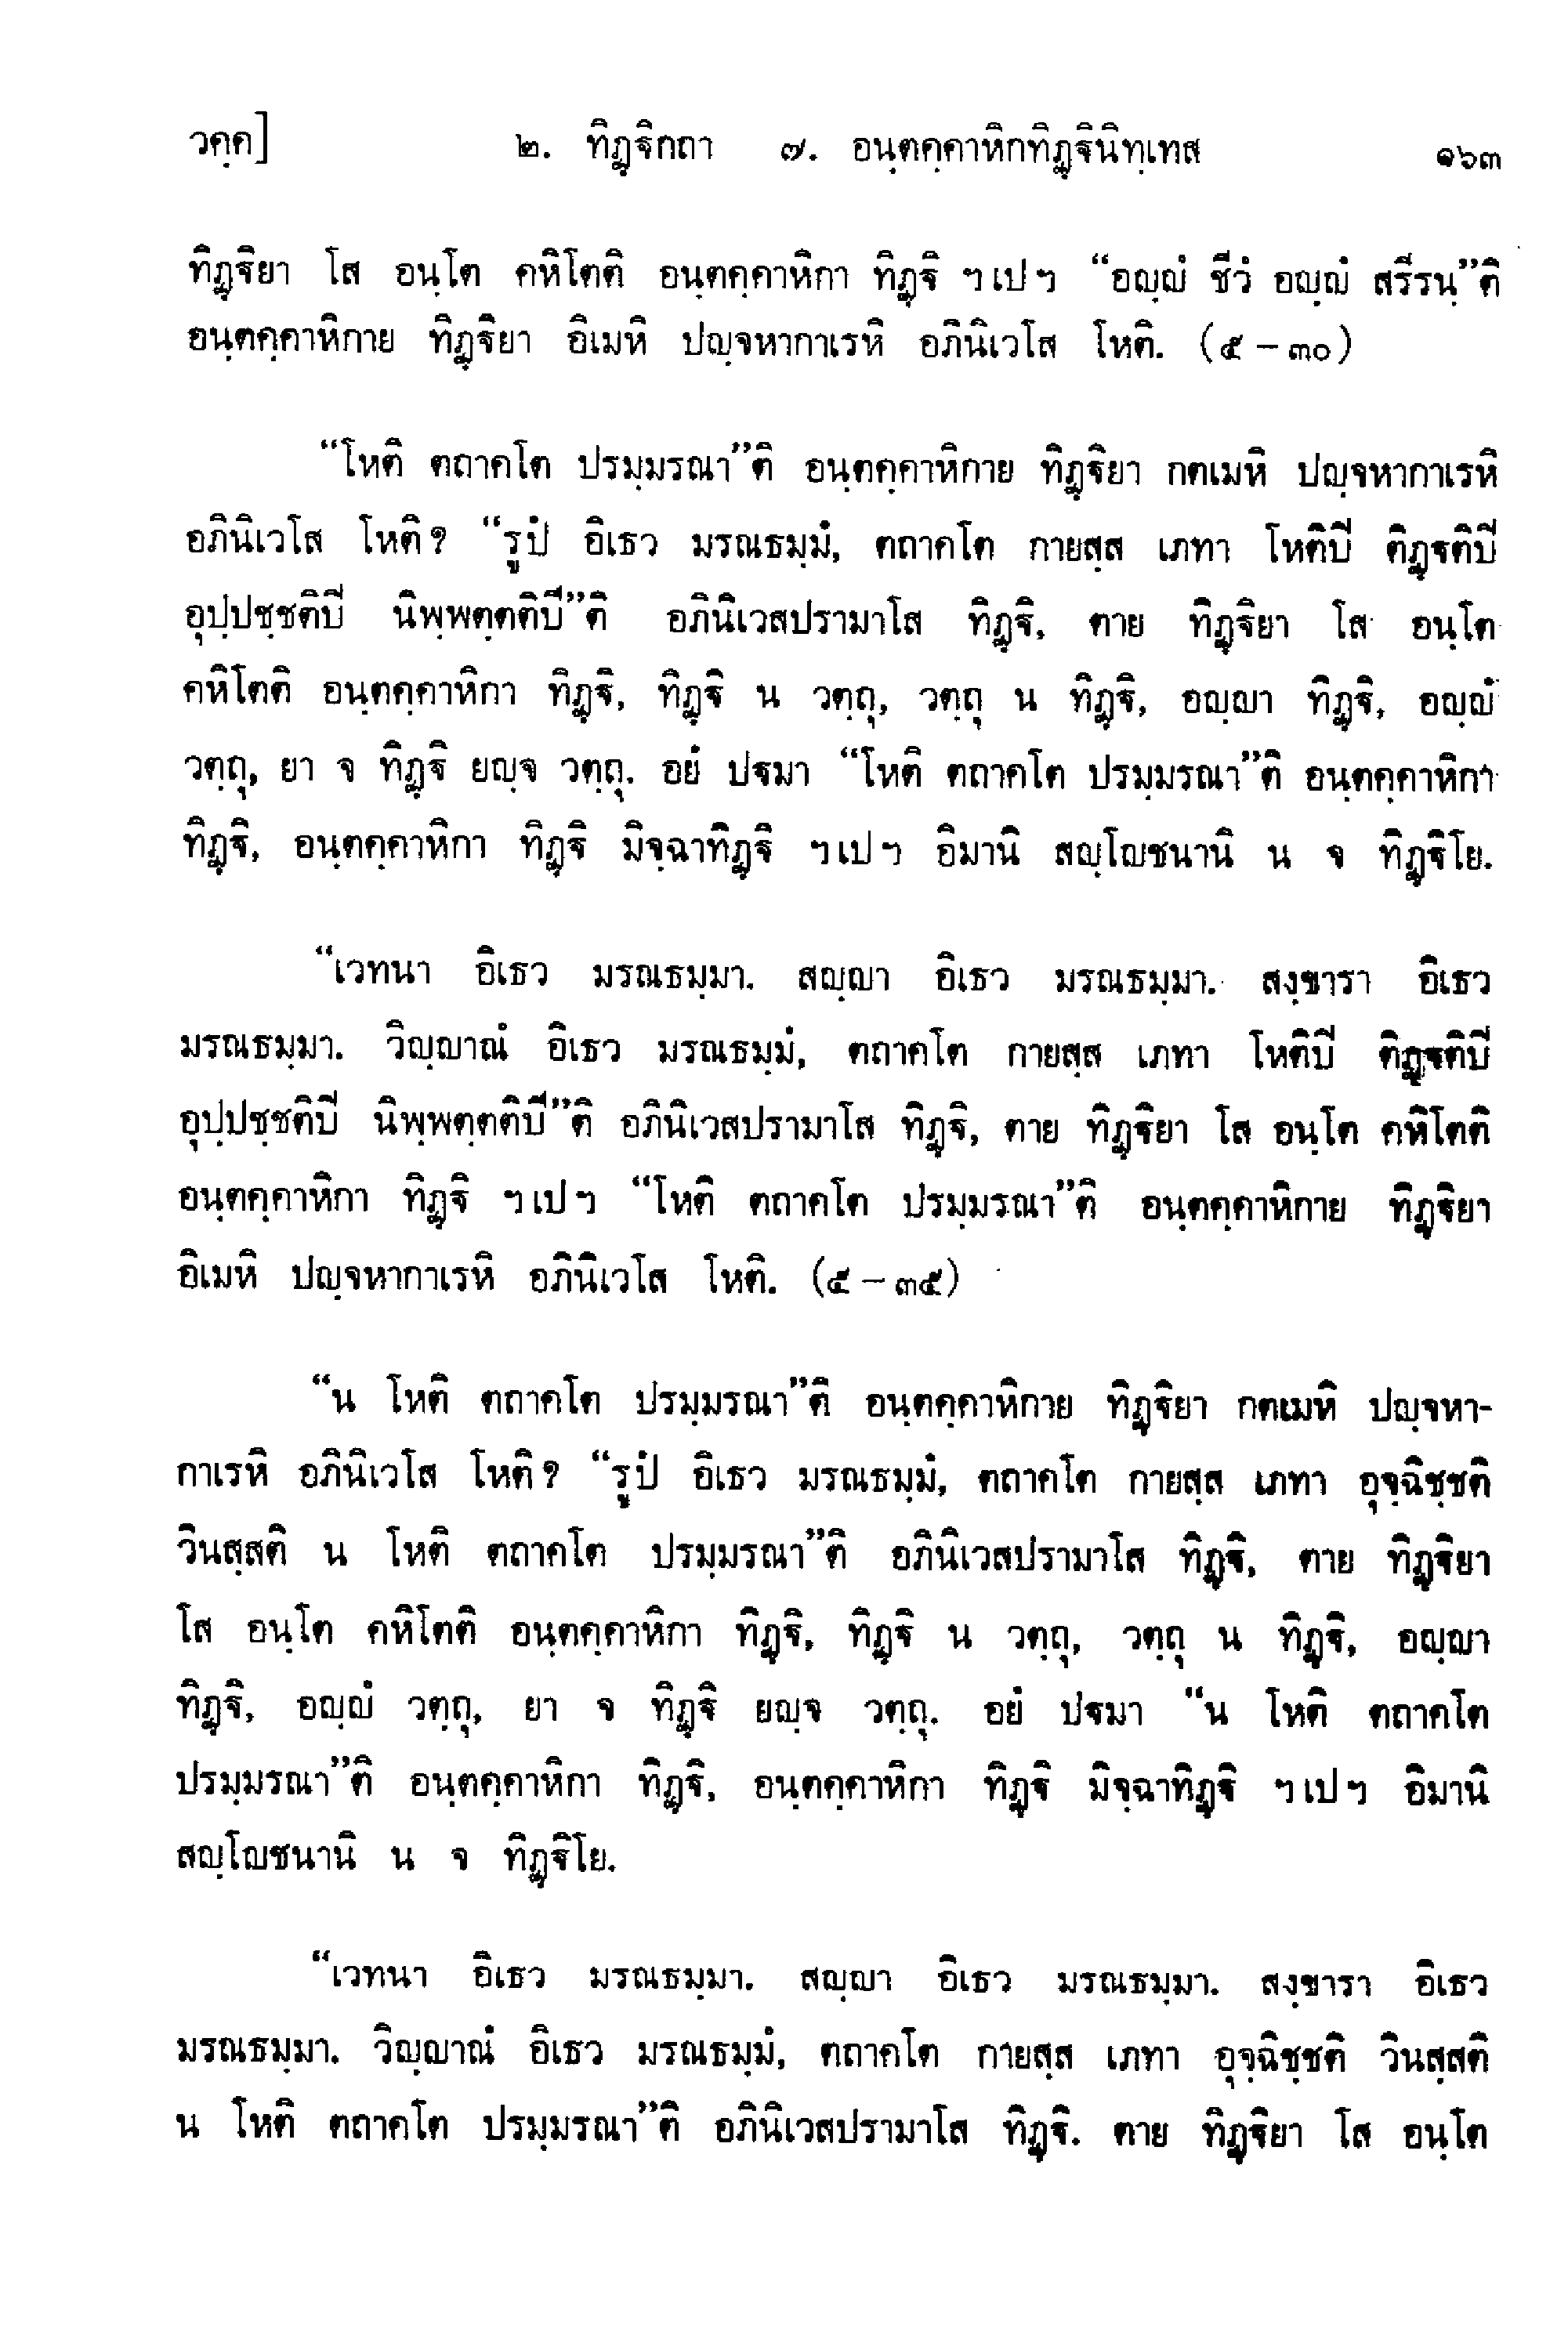 วคฺค] ๒. ทิฏฺฐิกถา ๗. อนฺตคฺคาหิกทิฏฺฐินิทฺเทส ๑๖๓
ทิฏฺฐิยา โส อนฺโต คหิโตติ อนฺตคฺคาหิกา ทิฏฺฐิ ฯเปฯ “อญฺญํ ชีวํ อญฺญํ สรีรนฺ”ติ
อนฺตคฺคาหิกาย ทิฏฺฐิยา อิเมหิ ปญฺจหากาเรหิ อภินิเวโส โหติ. (๕ – ๓๐)
“โหติ ตถาคโต ปรมฺมรณา”ติ อนฺตคฺคาหิกาย ทิฏฺฐิยา กตเมหิ ปญฺจหากาเรหิ
อภินิเวโส โหติ? “รูปํ อิเธว มรณธมฺมํ, ตถาคโต กายสฺส เภทา โหติปิ ติฏฺฐติปิ
อุปฺปชฺชติปิ นิพฺพตฺตติปิ”ติ อภินิเวสปรามาโส ทิฏฺฐิ, ตาย ทิฏฺฐิยา โส อนฺโต
คหิโตติ อนฺตคฺคาหิกา ทิฏฺฐิ, ทิฏฺฐิ น วตฺถุ, วตฺถุ น ทิฏฺฐิ, อญฺญา ทิฏฺฐิ, อญฺญํ
วตฺถุ, ยา จ ทิฏฺฐิ ยญฺจ วตฺถุ. อยํ ปฐมา “โหติ ตถาคโต ปรมฺมรณา”ติ อนฺตคฺคาหิกา
ทิฏฺฐิ, อนฺตคฺคาหิกา ทิฏฺฐิ มิจฺฉาทิฏฺฐิ ฯเปฯ อิมานิ สญฺโญชนานิ น จ ทิฏฺฐิโย.
“เวทนา อิเธว มรณธมฺมา. สญฺญา อิเธว มรณธมฺมา. สงฺขารา อิเธว
มรณธมฺมา. วิญฺญาณํ อิเธว มรณธมฺมํ, ตถาคโต กายสฺส เภทา โหติปิ ติฏฺฐติปิ
อุปฺปชฺชติปิ นิพฺพตฺตติปิ”ติ อภินิเวสปรามาโส ทิฏฺฐิ, ตาย ทิฏฺฐิยา โส อนฺโต คหิโตติ
อนฺตคฺคาหิกา ทิฏฺฐิ ฯเปฯ “โหติ ตถาคโต ปรมฺมรณา”ติ อนฺตคฺคาหิกาย ทิฏฺฐิยา
อิเมหิ ปญฺจหากาเรหิ อภินิเวโส โหติ. (๕ – ๓๕)
“น โหติ ตถาคโต ปรมฺมรณา”ติ อนฺตคฺคาหิกาย ทิฏฺฐิยา กตเมหิ ปญฺจหา-
กาเรหิ อภินิเวโส โหติ? “รูปํ อิเธว มรณธมฺมํ, ตถาคโต กายสฺส เภทา อุจฺฉิชฺชติ
วินสฺสติ น โหติ ตถาคโต ปรมฺมรณา”ติ อภินิเวสปรามาโส ทิฏฺฐิ, ตาย ทิฏฺฐิยา
โส อนฺโต คหิโตติ อนฺตคฺคาหิกา ทิฏฺฐิ, ทิฏฺฐิ น วตฺถุ, วตฺถุ น ทิฏฺฐิ, อญฺญา
ทิฏฺฐิ, อญฺญํ วตฺถุ, ยา จ ทิฏฺฐิ ยญฺจ วตฺถุ. อยํ ปฐมา “น โหติ ตถาคโต
ปรมฺมรณา”ติ อนฺตคฺคาหิกา ทิฏฺฐิ, อนฺตคฺคาหิกา ทิฏฺฐิ มิจฺฉาทิฏฺฐิ ฯเปฯ อิมานิ
สญฺโญชนานิ น จ ทิฏฺฐิโย.
“เวทนา อิเธว มรณธมฺมา. สญฺญา อิเธว มรณธมฺมา. สงฺขารา อิเธว
มรณธมฺมา. วิญฺญาณํ อิเธว มรณธมฺมํ, ตถาคโต กายสฺส เภทา อุจฺฉิชฺชติ วินสฺสติ
น โหติ ตถาคโต ปรมฺมรณา”ติ อภินิเวสปรามาโส ทิฏฺฐิ. ตาย ทิฏฺฐิยา โส อนฺโต